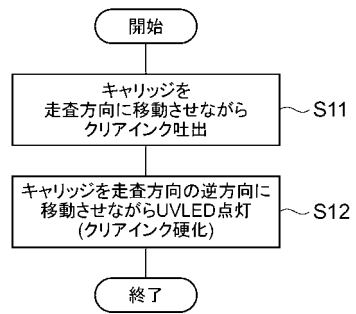 開始
キャリッジを
走査方向に移動させながら
クリアインク吐出
S11
キャリッジを走査方向の逆方向に
移動させながらUVLED点灯
(クリアインク硬化)
S12
終了